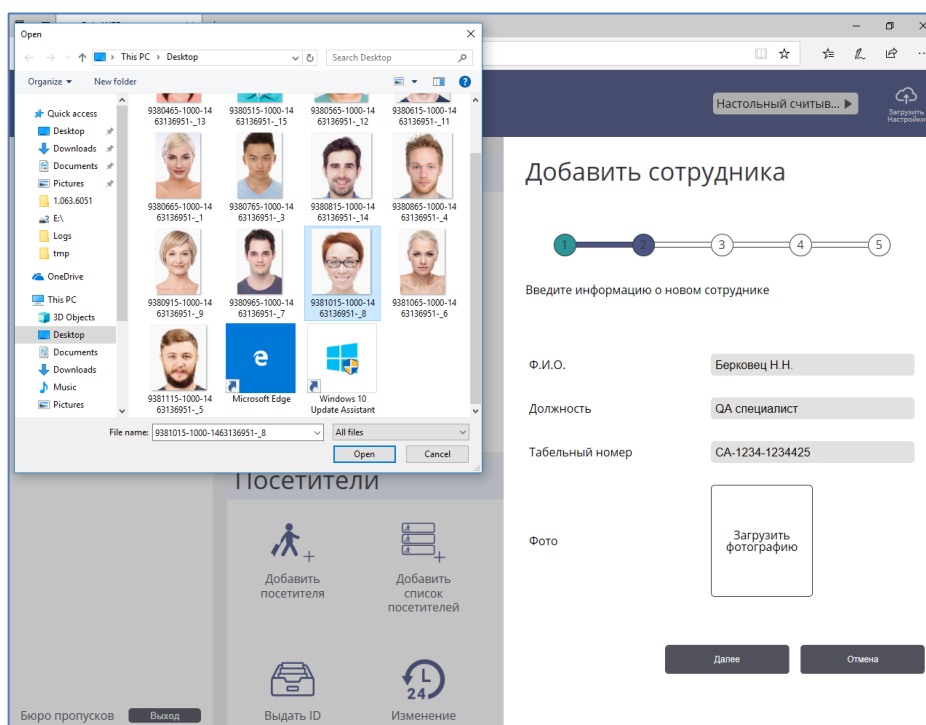 Open
This PC > Desktop
Search Desktop
Organize
New folder
Quick access
Desktop
Downloads
Documents
Pictures
1.063.6051
E:\
Logs
tmp
OneDrive
This PC
3D Objects
Desktop
Documents
Downloads
Music
Pictures
9380465-1000-14
63136951-_13
9380515-1000-14
63136951-_15
9380565-1000-14
63136951-_12
9380615-1000-14
63136951-_11
9380665-1000-14
63136951-_1
9380765-1000-14
63136951-_3
9380815-1000-14
63136951-_14
9380865-1000-14
63136951-_4
9380915-1000-14
63136951-_9
9380965-1000-14
63136951-_7
9381015-1000-14
63136951-_8
9381065-1000-14
63136951-_6
9381115-1000-14
63136951-_5
Microsoft Edge
Windows 10
Update Assistant
File name:
9381015-1000-1463136951-_8
All files
Open
Cancel
Настольный считыв...
Загрузить
Настройки
Добавить сотрудника
1
2
3
4
5
Введите информацию о новом сотруднике
Ф.И.О.
Берковец Н.Н.
Должность
QA специалист
Табельный номер
CA-1234-1234425
Фото
Загрузить
фотографию
Далее
Отмена
Посетители
Добавить
посетителя
Добавить
список
посетителей
24
Выдать ID
Изменение
Бюро пропусков
Выход